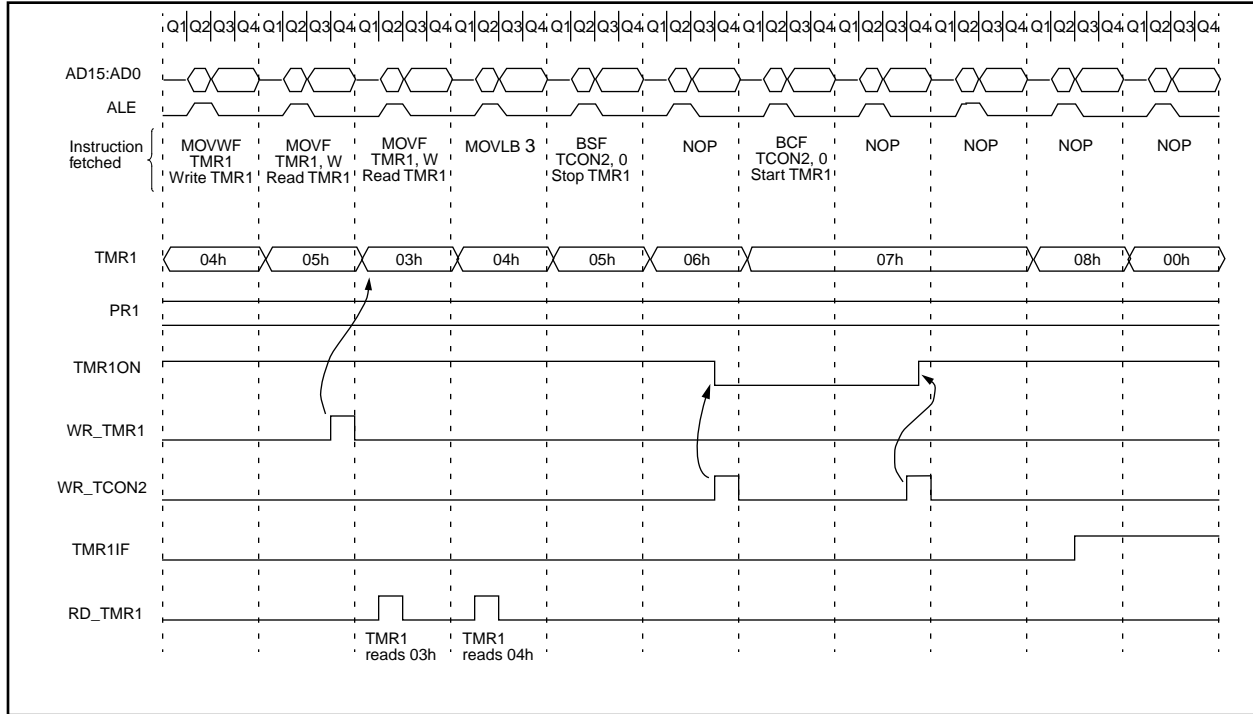 Q1 Q2 Q3 Q4 Q1 Q2 Q3 Q4 Q1 Q2 Q3 Q4 Q1 Q2 Q3 Q4 Q1 Q2 Q3 Q4 Q1 Q2 Q3 Q4 Q1 Q2 Q3 Q4 Q1 Q2 Q3 Q4 Q1 Q2 Q3 Q4 Q1 Q2 Q3 Q4 Q1 Q2 Q3 Q4
AD15:AD0
ALE
Instruction fetched
MOVWF TMR1 Write TMR1
MOVF TMR1, W Read TMR1
MOVF TMR1, W Read TMR1
MOVLB 3
BSF TCON2, 0 Stop TMR1
NOP
BCF TCON2, 0 Start TMR1
NOP
NOP
NOP
NOP
TMR1 04h 05h 03h 04h 05h 06h 07h 08h 00h
PR1
TMR1ON
WR_TMR1
WR_TCON2
TMR1IF
RD_TMR1
TMR1 reads 03h
TMR1 reads 04h